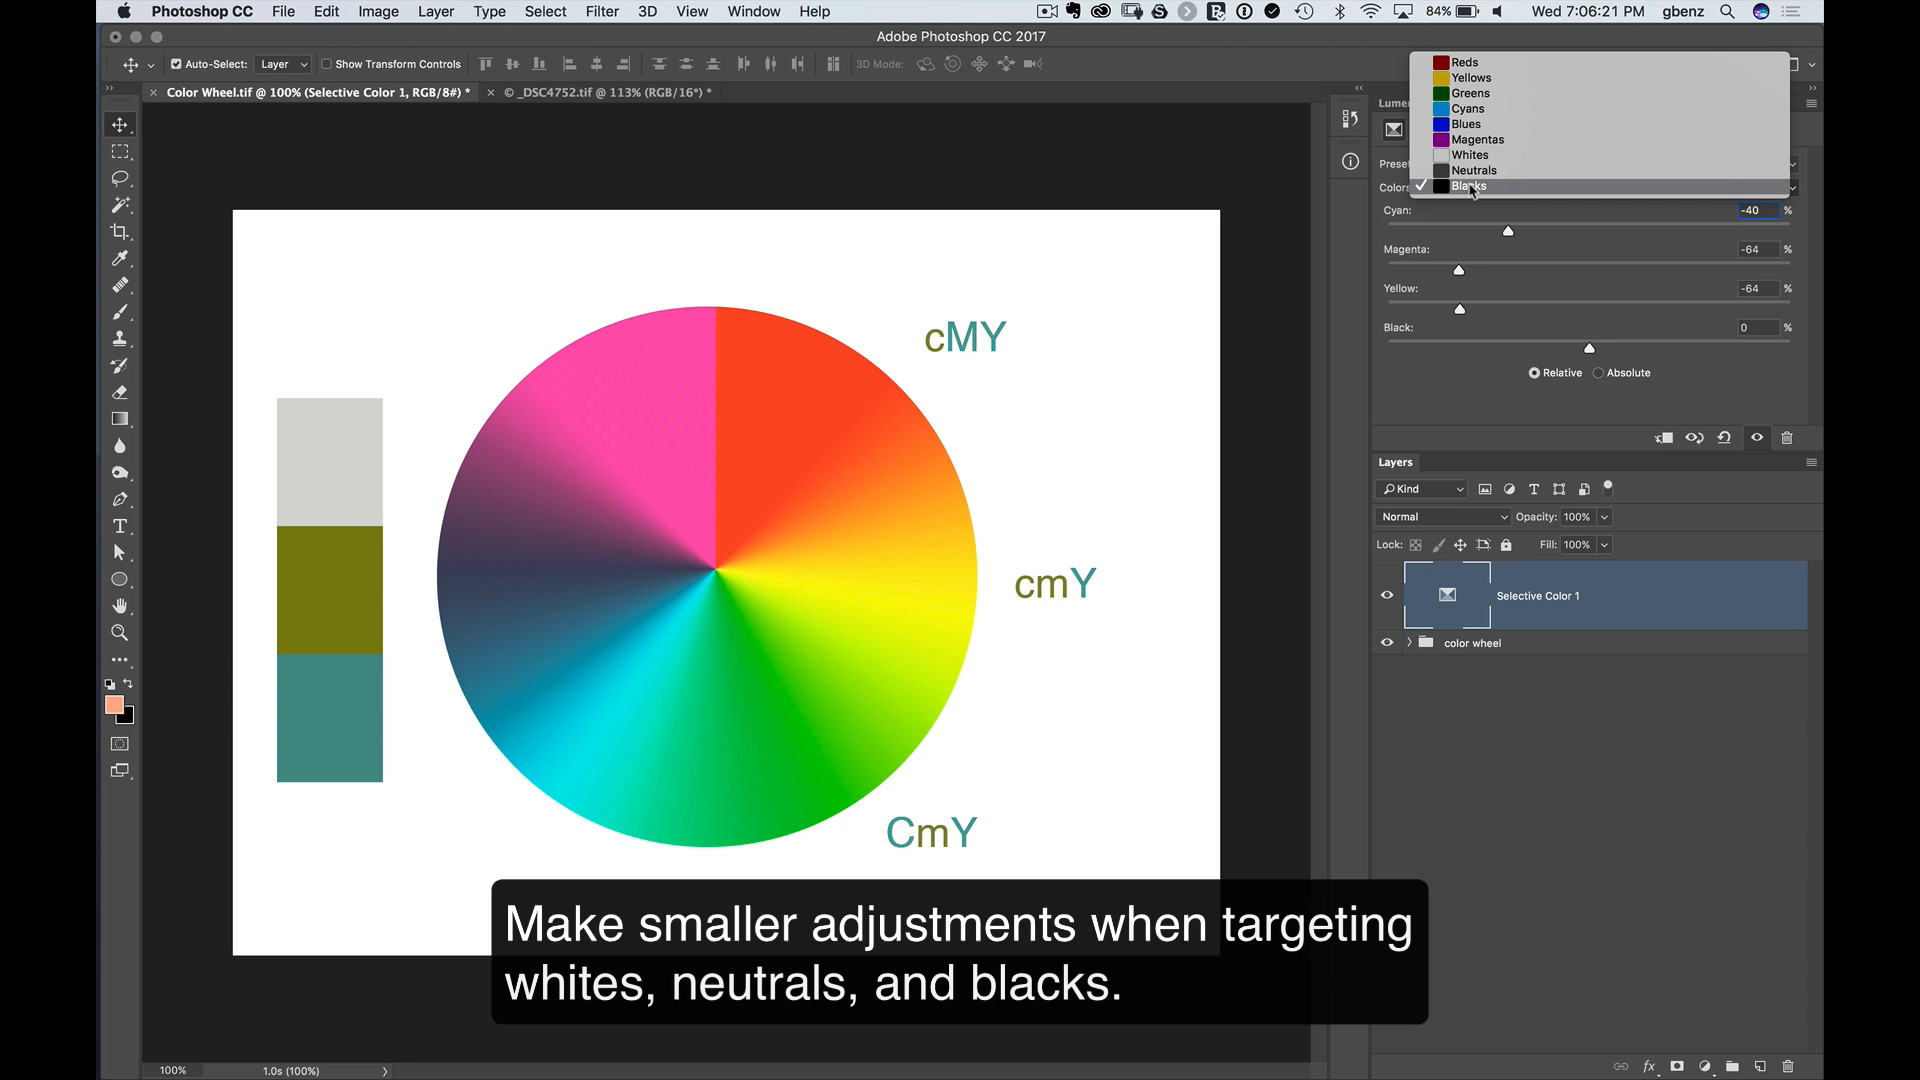 Photoshop CC File Edit Image Layer Type Select Filter 3D View Window Help 84% Wed 7:06:21 PM gbenz
Adobe Photoshop CC 2017
Auto-Select: Layer Show Transform Controls 3D Mode:
Color Wheel.tif @ 100% (Selective Color 1, RGB/8#) * © _DSC4752.tif @ 113% (RGB/16*) *
Reds
Yellows
Greens
Cyans
Blues
Magentas
Whites
Neutrals
Blacks
Colors
Cyan: -40 %
Magenta: -64 %
Yellow: -64 %
Black: 0 %
Relative Absolute
Layers
Kind
Normal Opacity: 100%
Lock: Fill: 100%
Selective Color 1
color wheel
cMY
cmY
CmY
Make smaller adjustments when targeting
whites, neutrals, and blacks.
100% 1.0s (100%)
fx